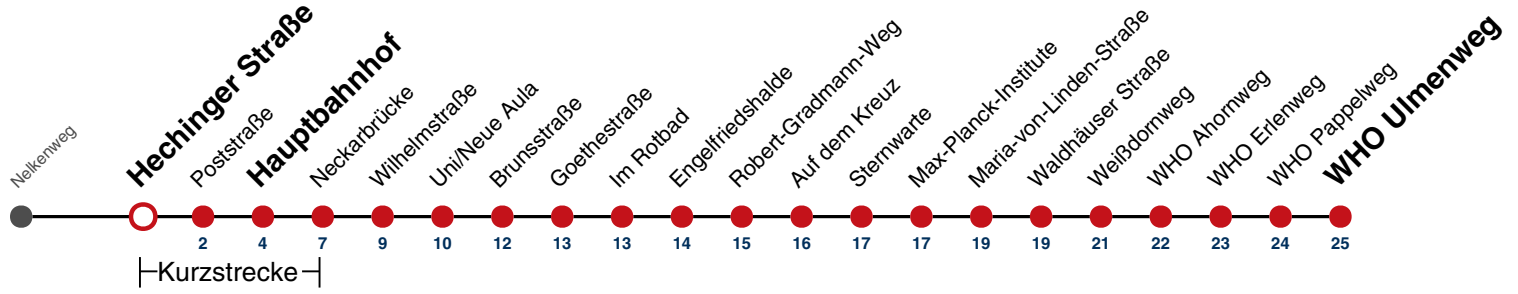 Nelkenweg
Hechinger Straße
Poststraße
Hauptbahnhof
Neckarbrücke
Wilhelmstraße
Uni/Neue Aula
Brunsstraße
Goethestraße
Im Rotbad
Engelfriedshalde
Robert-Gradmann-Weg
Auf dem Kreuz
Sternwarte
Max-Planck-Institute
Maria-von-Linden-Straße
Waldhäuser Straße
Weißdornweg
WHO Ahornweg
WHO Erlenweg
WHO Pappelweg
WHO Ulmenweg
2 4 7 9 10 12 13 13 14 15 16 17 17 19 19 21 22 23 24 25
Kurzstrecke